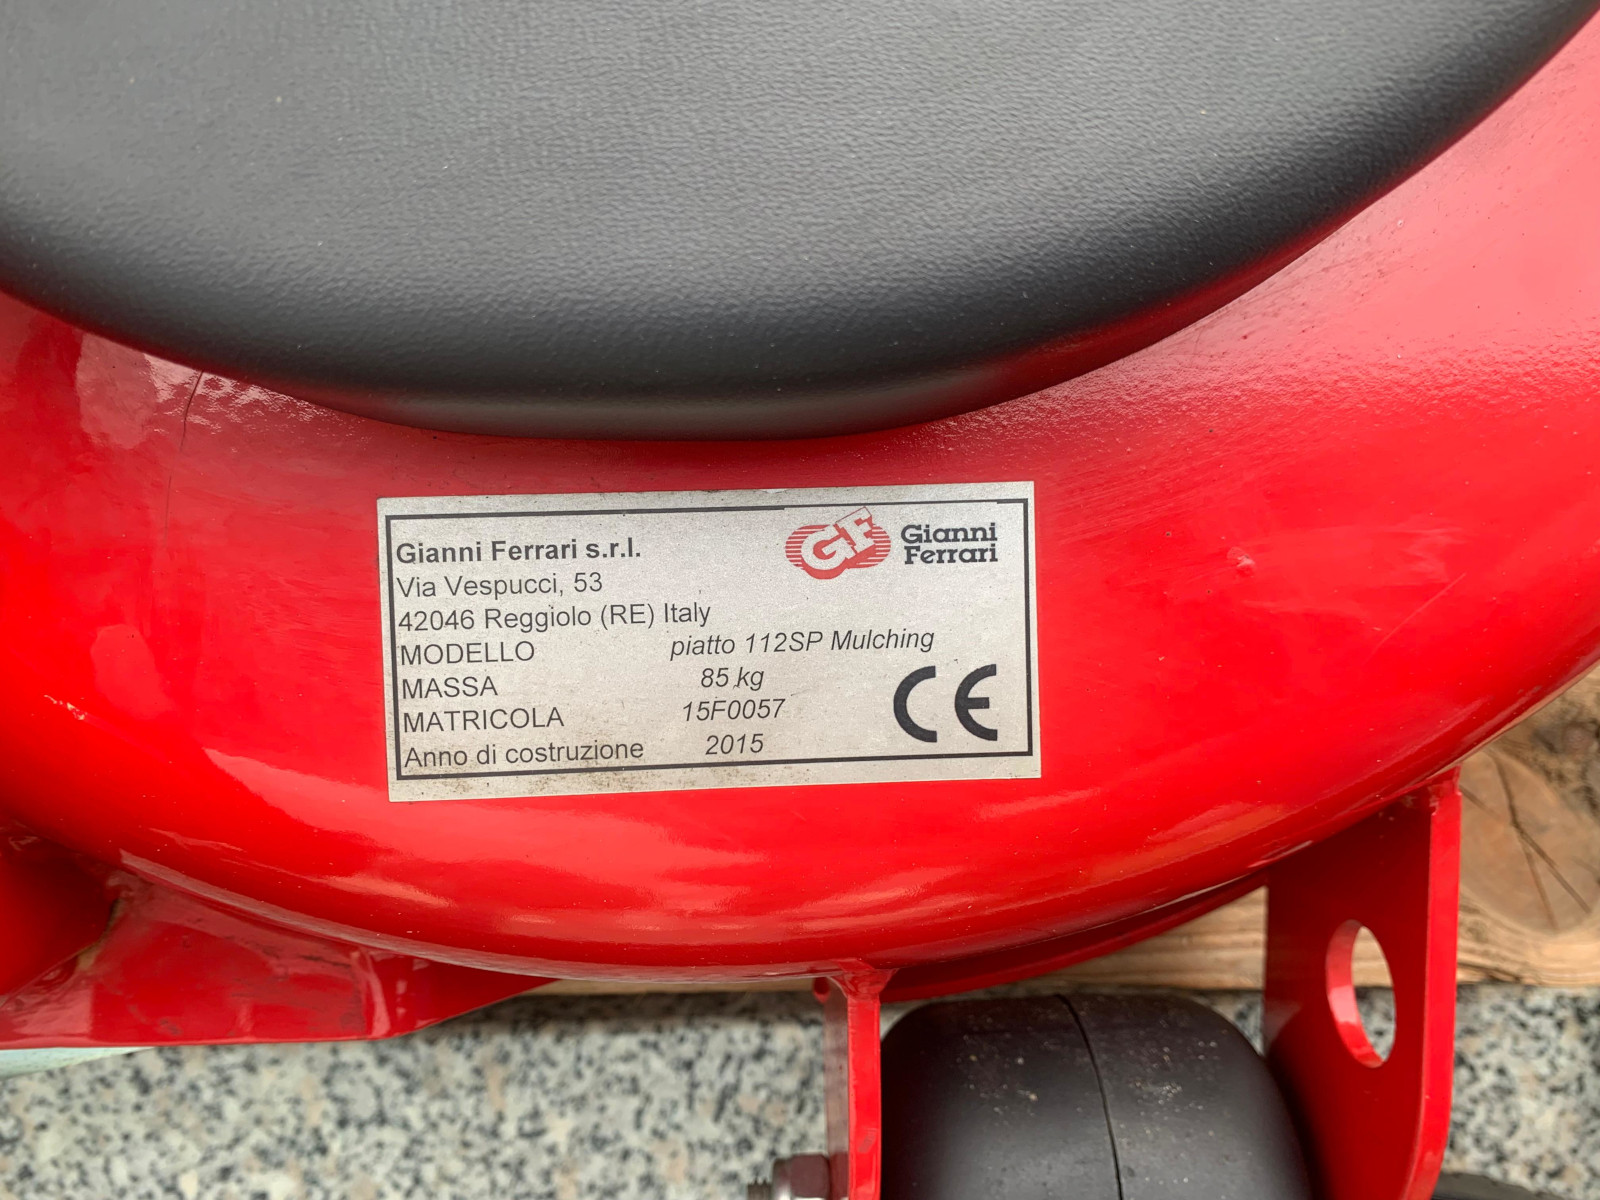 Gianni Ferrari s.r.l.
Via Vespucci, 53
42046 Reggiolo (RE) Italy
GF Gianni
Ferrari
MODELLO piatto 112SP Mulching
MASSA 85 kg
MATRICOLA 15F0057
Anno di costruzione 2015
CE